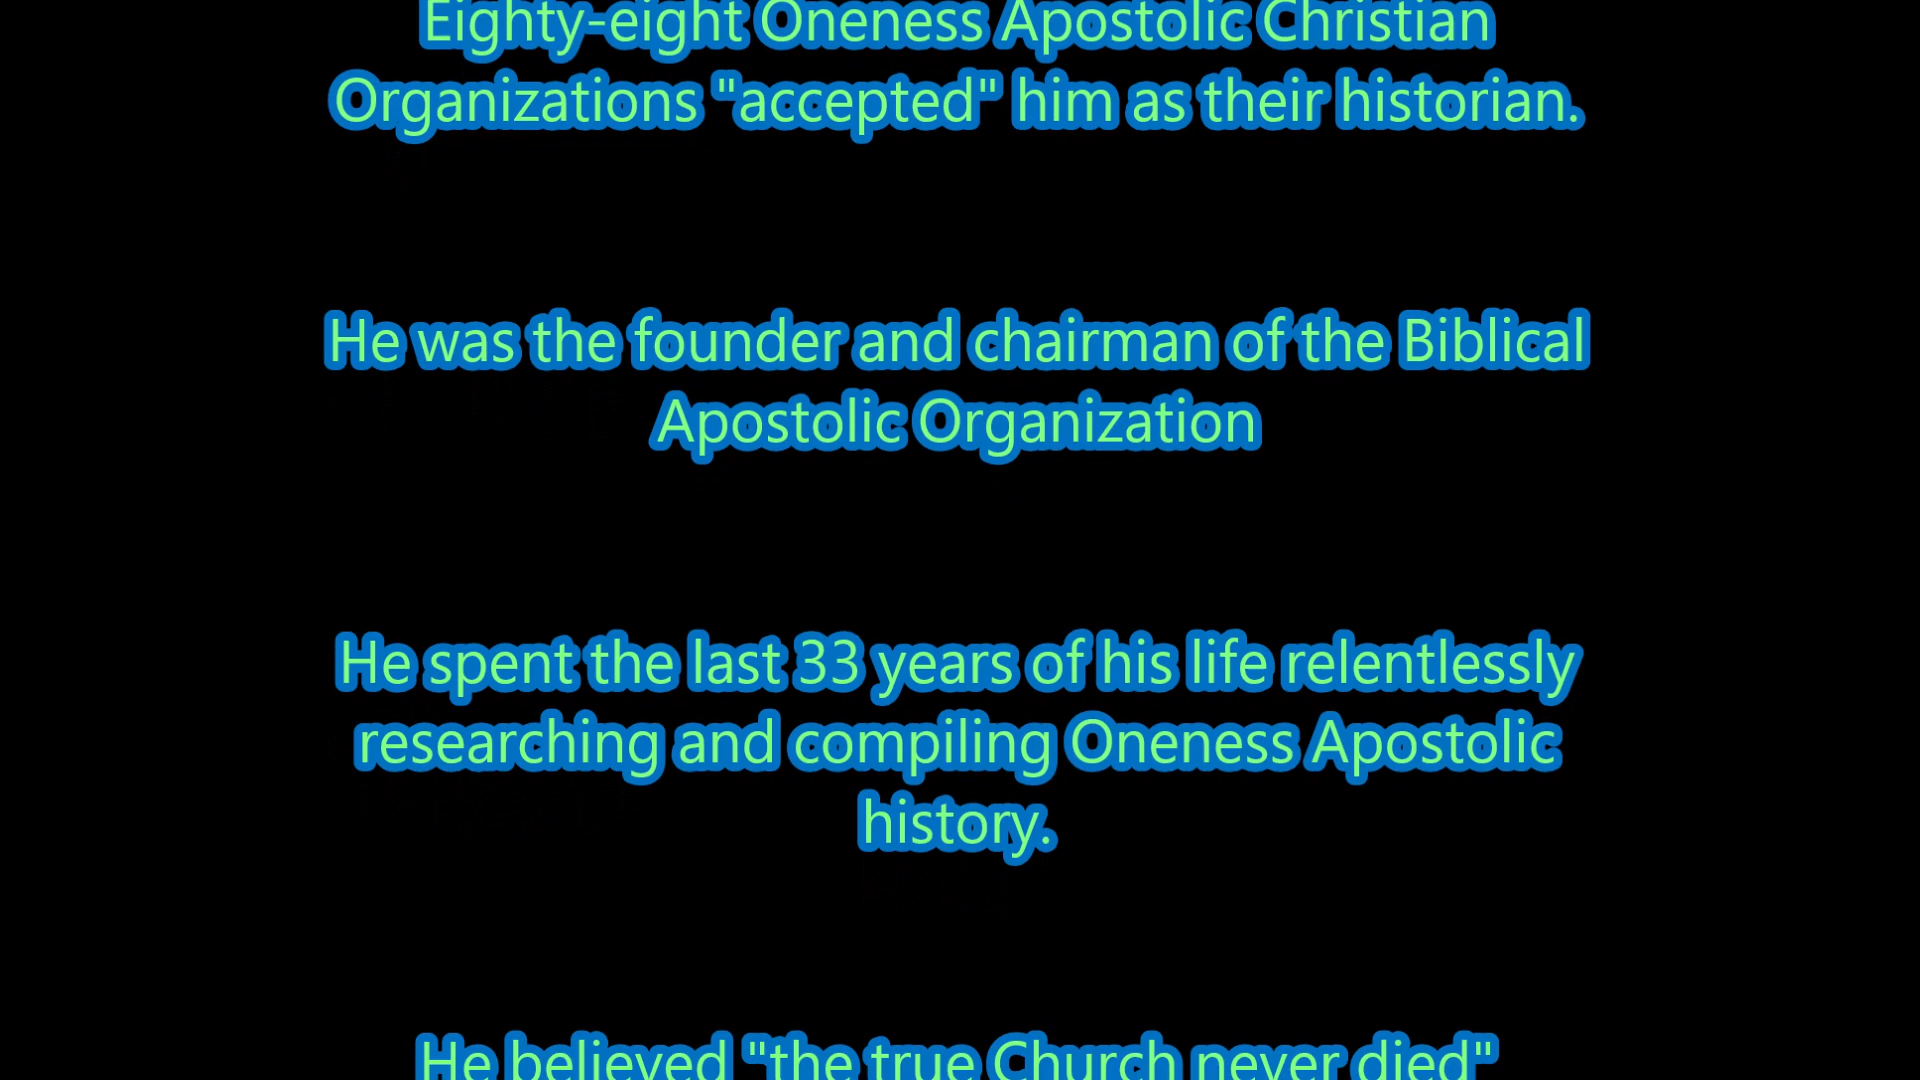 Eighty-eight Oneness Apostolic Christian
Organizations "accepted" him as their historian.
He was the founder and chairman of the Biblical
Apostolic Organization
He spent the last 33 years of his life relentlessly
researching and compiling Oneness Apostolic
history.
He believed "the true Church never died"